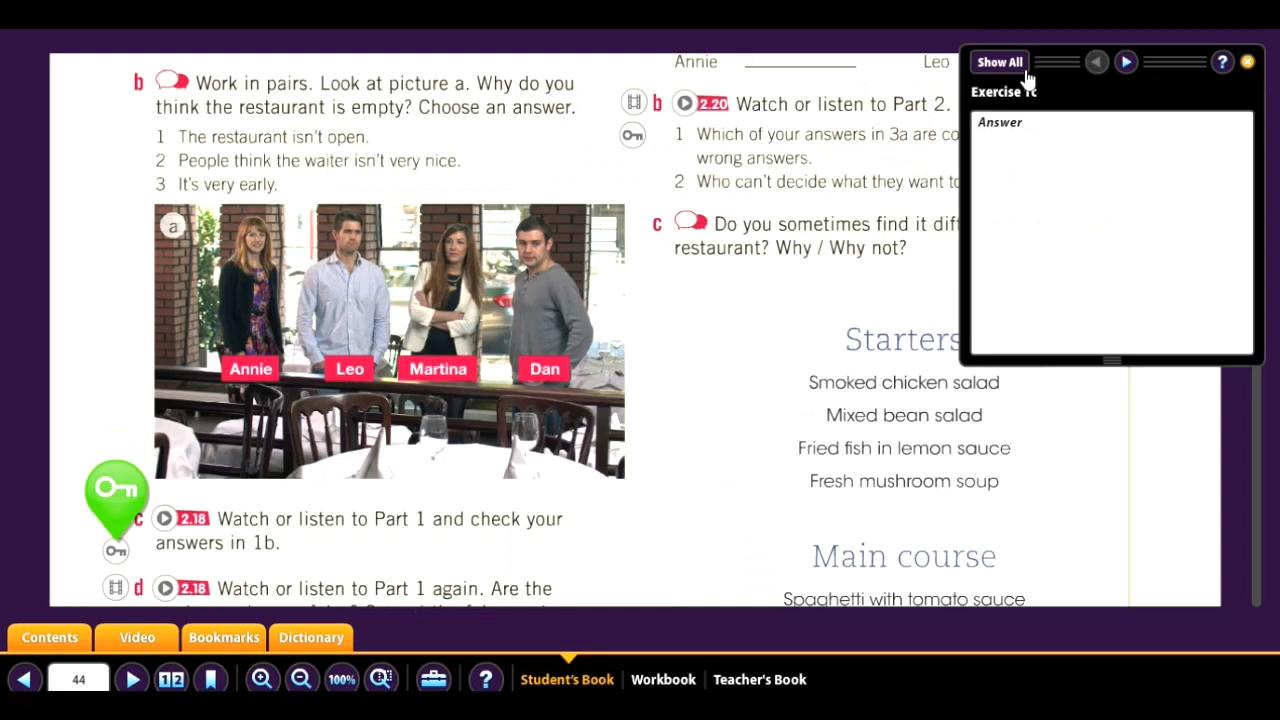 b Work in pairs. Look at picture a. Why do you
think the restaurant is empty? Choose an answer.
1 The restaurant isn't open.
2 People think the waiter isn't very nice.
3 It's very early.
a
Annie
Leo
Martina
Dan
c 2.18 Watch or listen to Part 1 and check your
answers in 1b.
d 2.18 Watch or listen to Part 1 again. Are the
Annie
Leo
b 2.20 Watch or listen to Part 2.
1 Which of your answers in 3a are co
wrong answers.
2 Who can't decide what they want to
c Do you sometimes find it dif
restaurant? Why / Why not?
Starters
Smoked chicken salad
Mixed bean salad
Fried fish in lemon sauce
Fresh mushroom soup
Main course
Spaghetti with tomato sauce
Show All
?
Exercise 1c
Answer
Contents
Video
Bookmarks
Dictionary
44
1 2
100%
?
Student's Book
Workbook
Teacher's Book